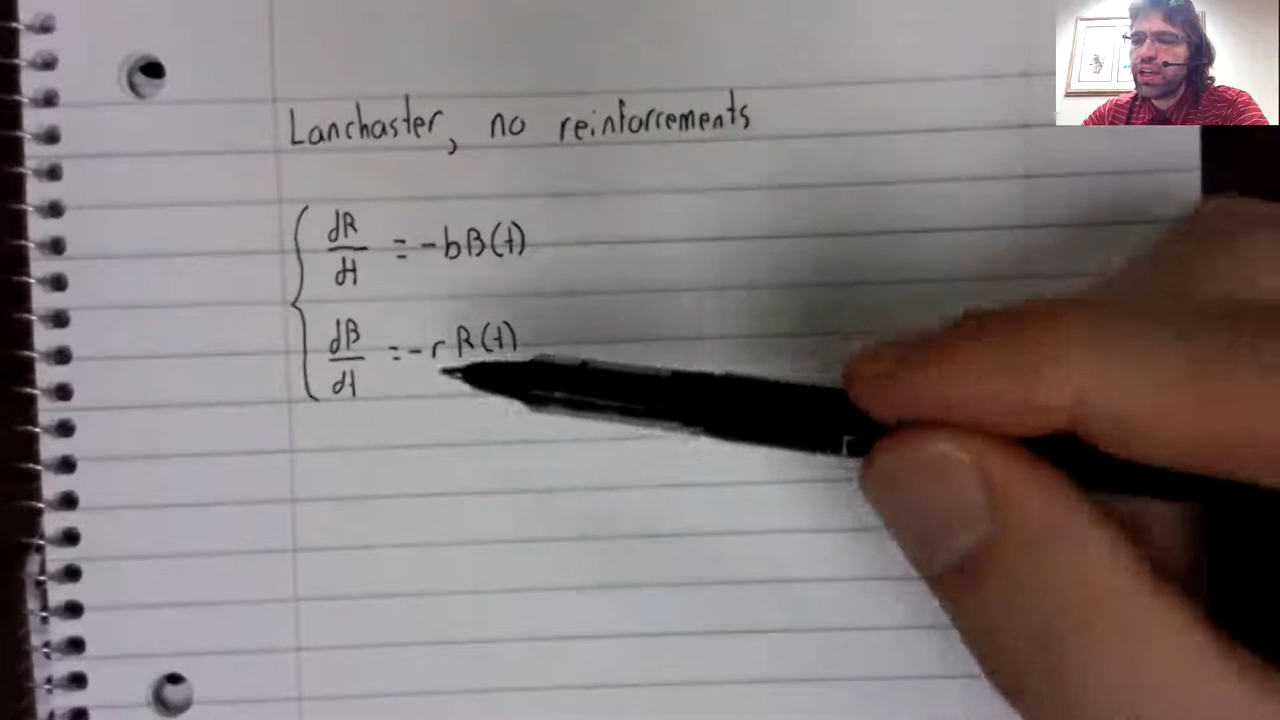 Lanchaster, no reinforcements
dR/dt = -bB(t)
dB/dt = -rR(t)